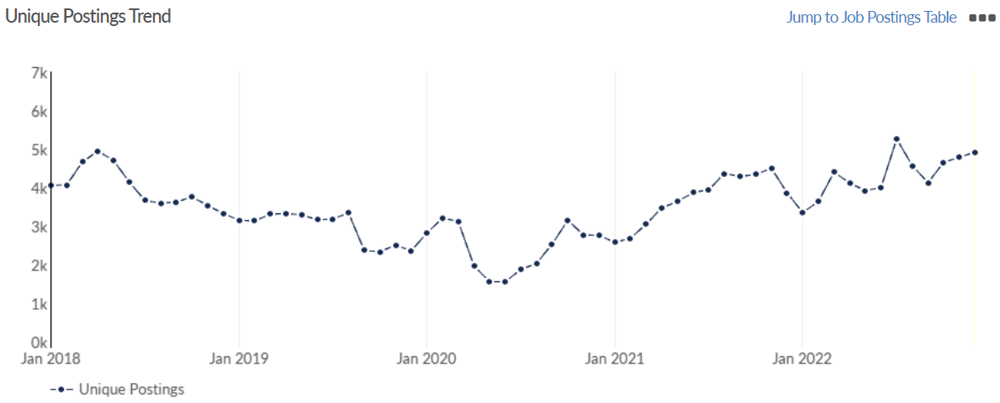 Unique Postings Trend
Jump to Job Postings Table
7k
6k
5k
4k
3k
2k
1k
0k
Jan 2018
Jan 2019
Jan 2020
Jan 2021
Jan 2022
Unique Postings